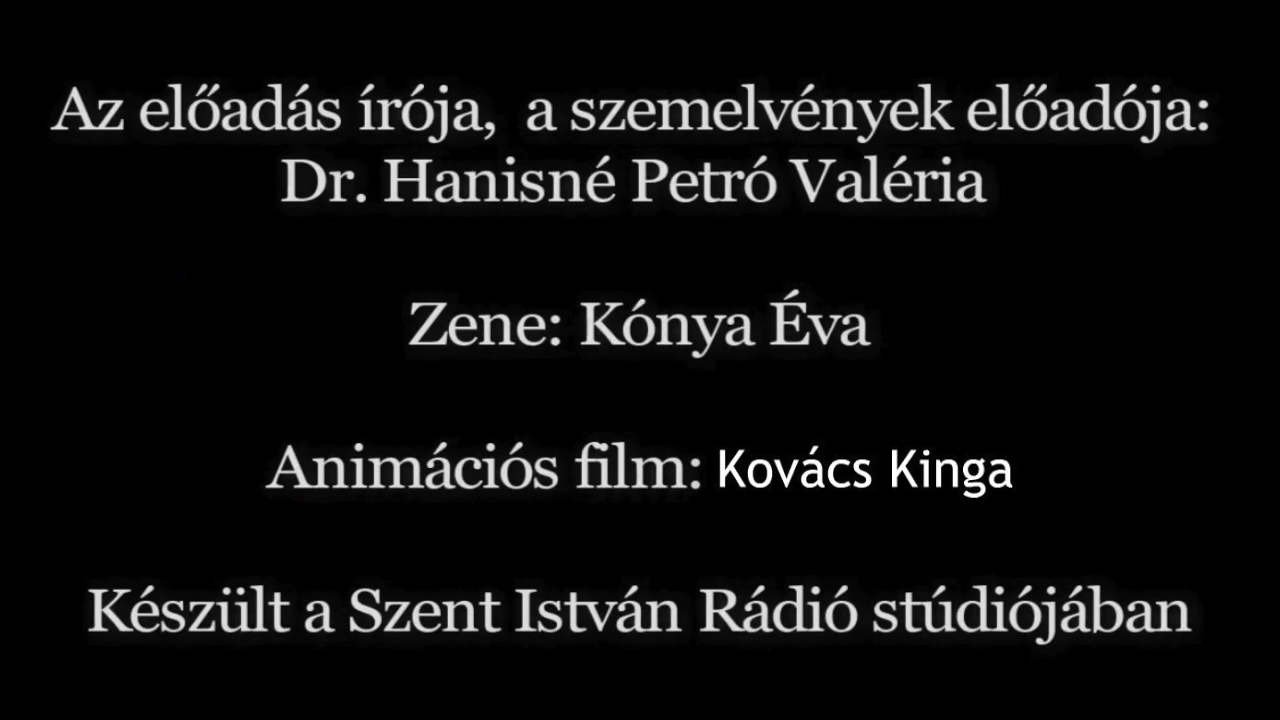 Az előadás írója, a szemelvények előadója:
Dr. Hanisné Petró Valéria
Zene: Kónya Éva
Animációs film: Kovács Kinga
Készült a Szent István Rádió stúdiójában